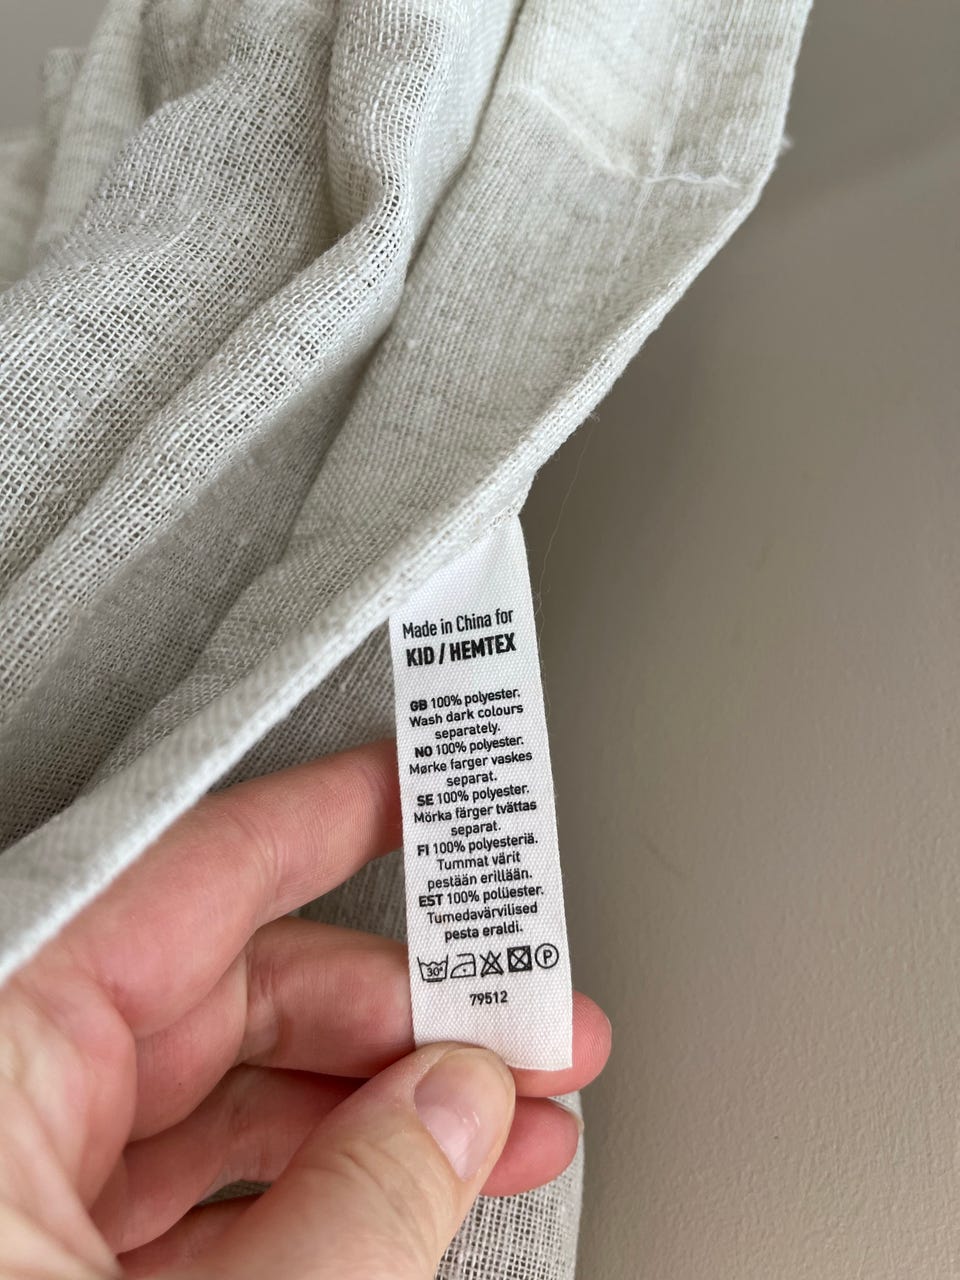 Made in China for
KID / HEMTEX
GB 100% polyester.
Wash dark colours
separately.
NO 100% polyester.
Mørke farger vaskes
separat.
SE 100% polyester.
Mörka färger tvättas
separat.
FI 100% polyesteriä.
Tummat värit
pestään erillään.
EST 100% polüester.
Tumedavärvilised
pesta eraldi.
30° P
79512